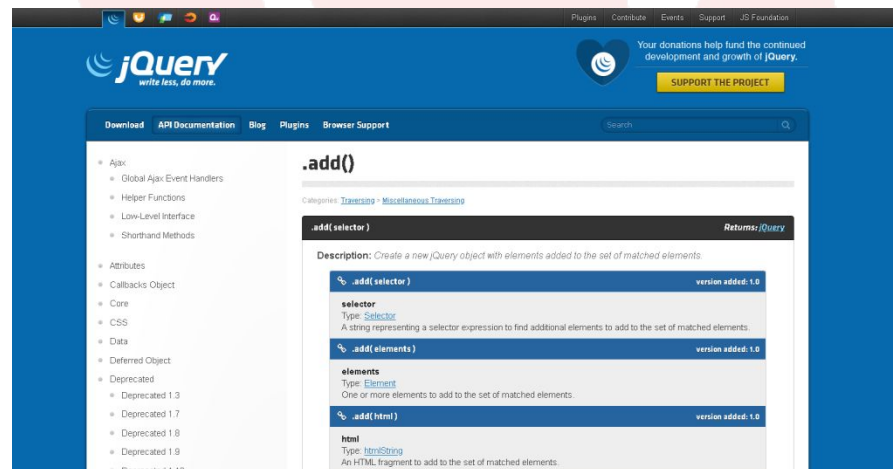 Plugins Contribute Events Support JS Foundation
jQuery
write less, do more.
Your donations help fund the continued
development and growth of jQuery.
SUPPORT THE PROJECT
Download API Documentation Blog Plugins Browser Support Search
Ajax
Global Ajax Event Handlers
Helper Functions
Low-Level Interface
Shorthand Methods
Attributes
Callbacks Object
Core
CSS
Data
Deferred Object
Deprecated
Deprecated 1.3
Deprecated 1.7
Deprecated 1.8
Deprecated 1.9
.add()
Categories: Traversing > Miscellaneous Traversing
.add( selector ) Returns: jQuery
Description: Create a new jQuery object with elements added to the set of matched elements.
.add( selector ) version added: 1.0
selector
Type: Selector
A string representing a selector expression to find additional elements to add to the set of matched elements.
.add( elements ) version added: 1.0
elements
Type: Element
One or more elements to add to the set of matched elements.
.add( html ) version added: 1.0
html
Type: htmlString
An HTML fragment to add to the set of matched elements.